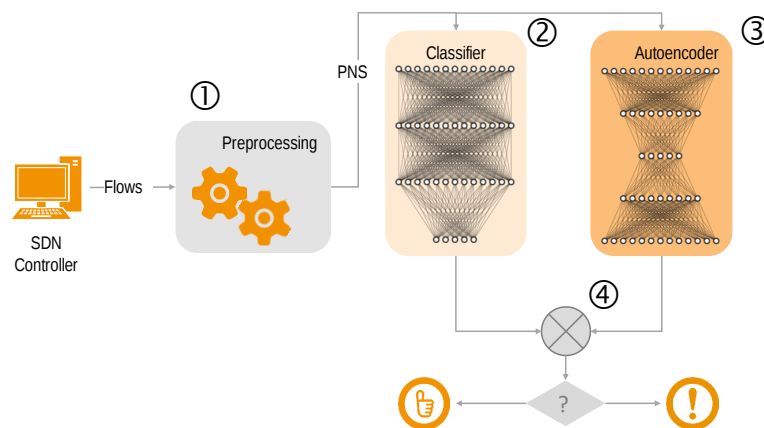 ①
Preprocessing
SDN
Controller
Flows
PNS
②
Classifier
③
Autoencoder
④
?
!